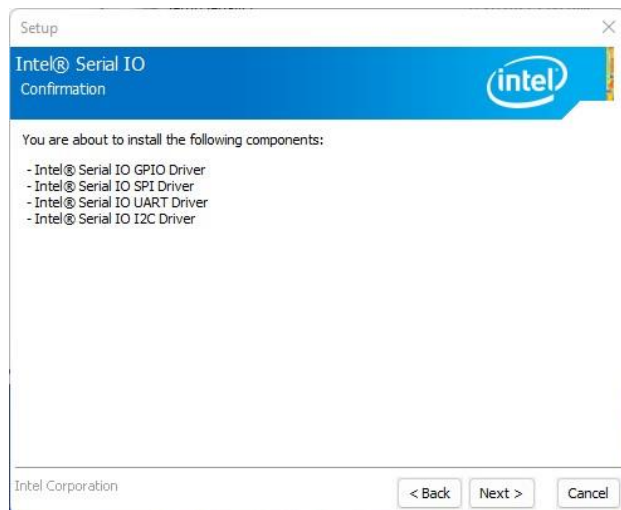 Setup
Intel® Serial IO
Confirmation
intel
You are about to install the following components:
- Intel® Serial IO GPIO Driver
- Intel® Serial IO SPI Driver
- Intel® Serial IO UART Driver
- Intel® Serial IO I2C Driver
Intel Corporation
< Back Next > Cancel